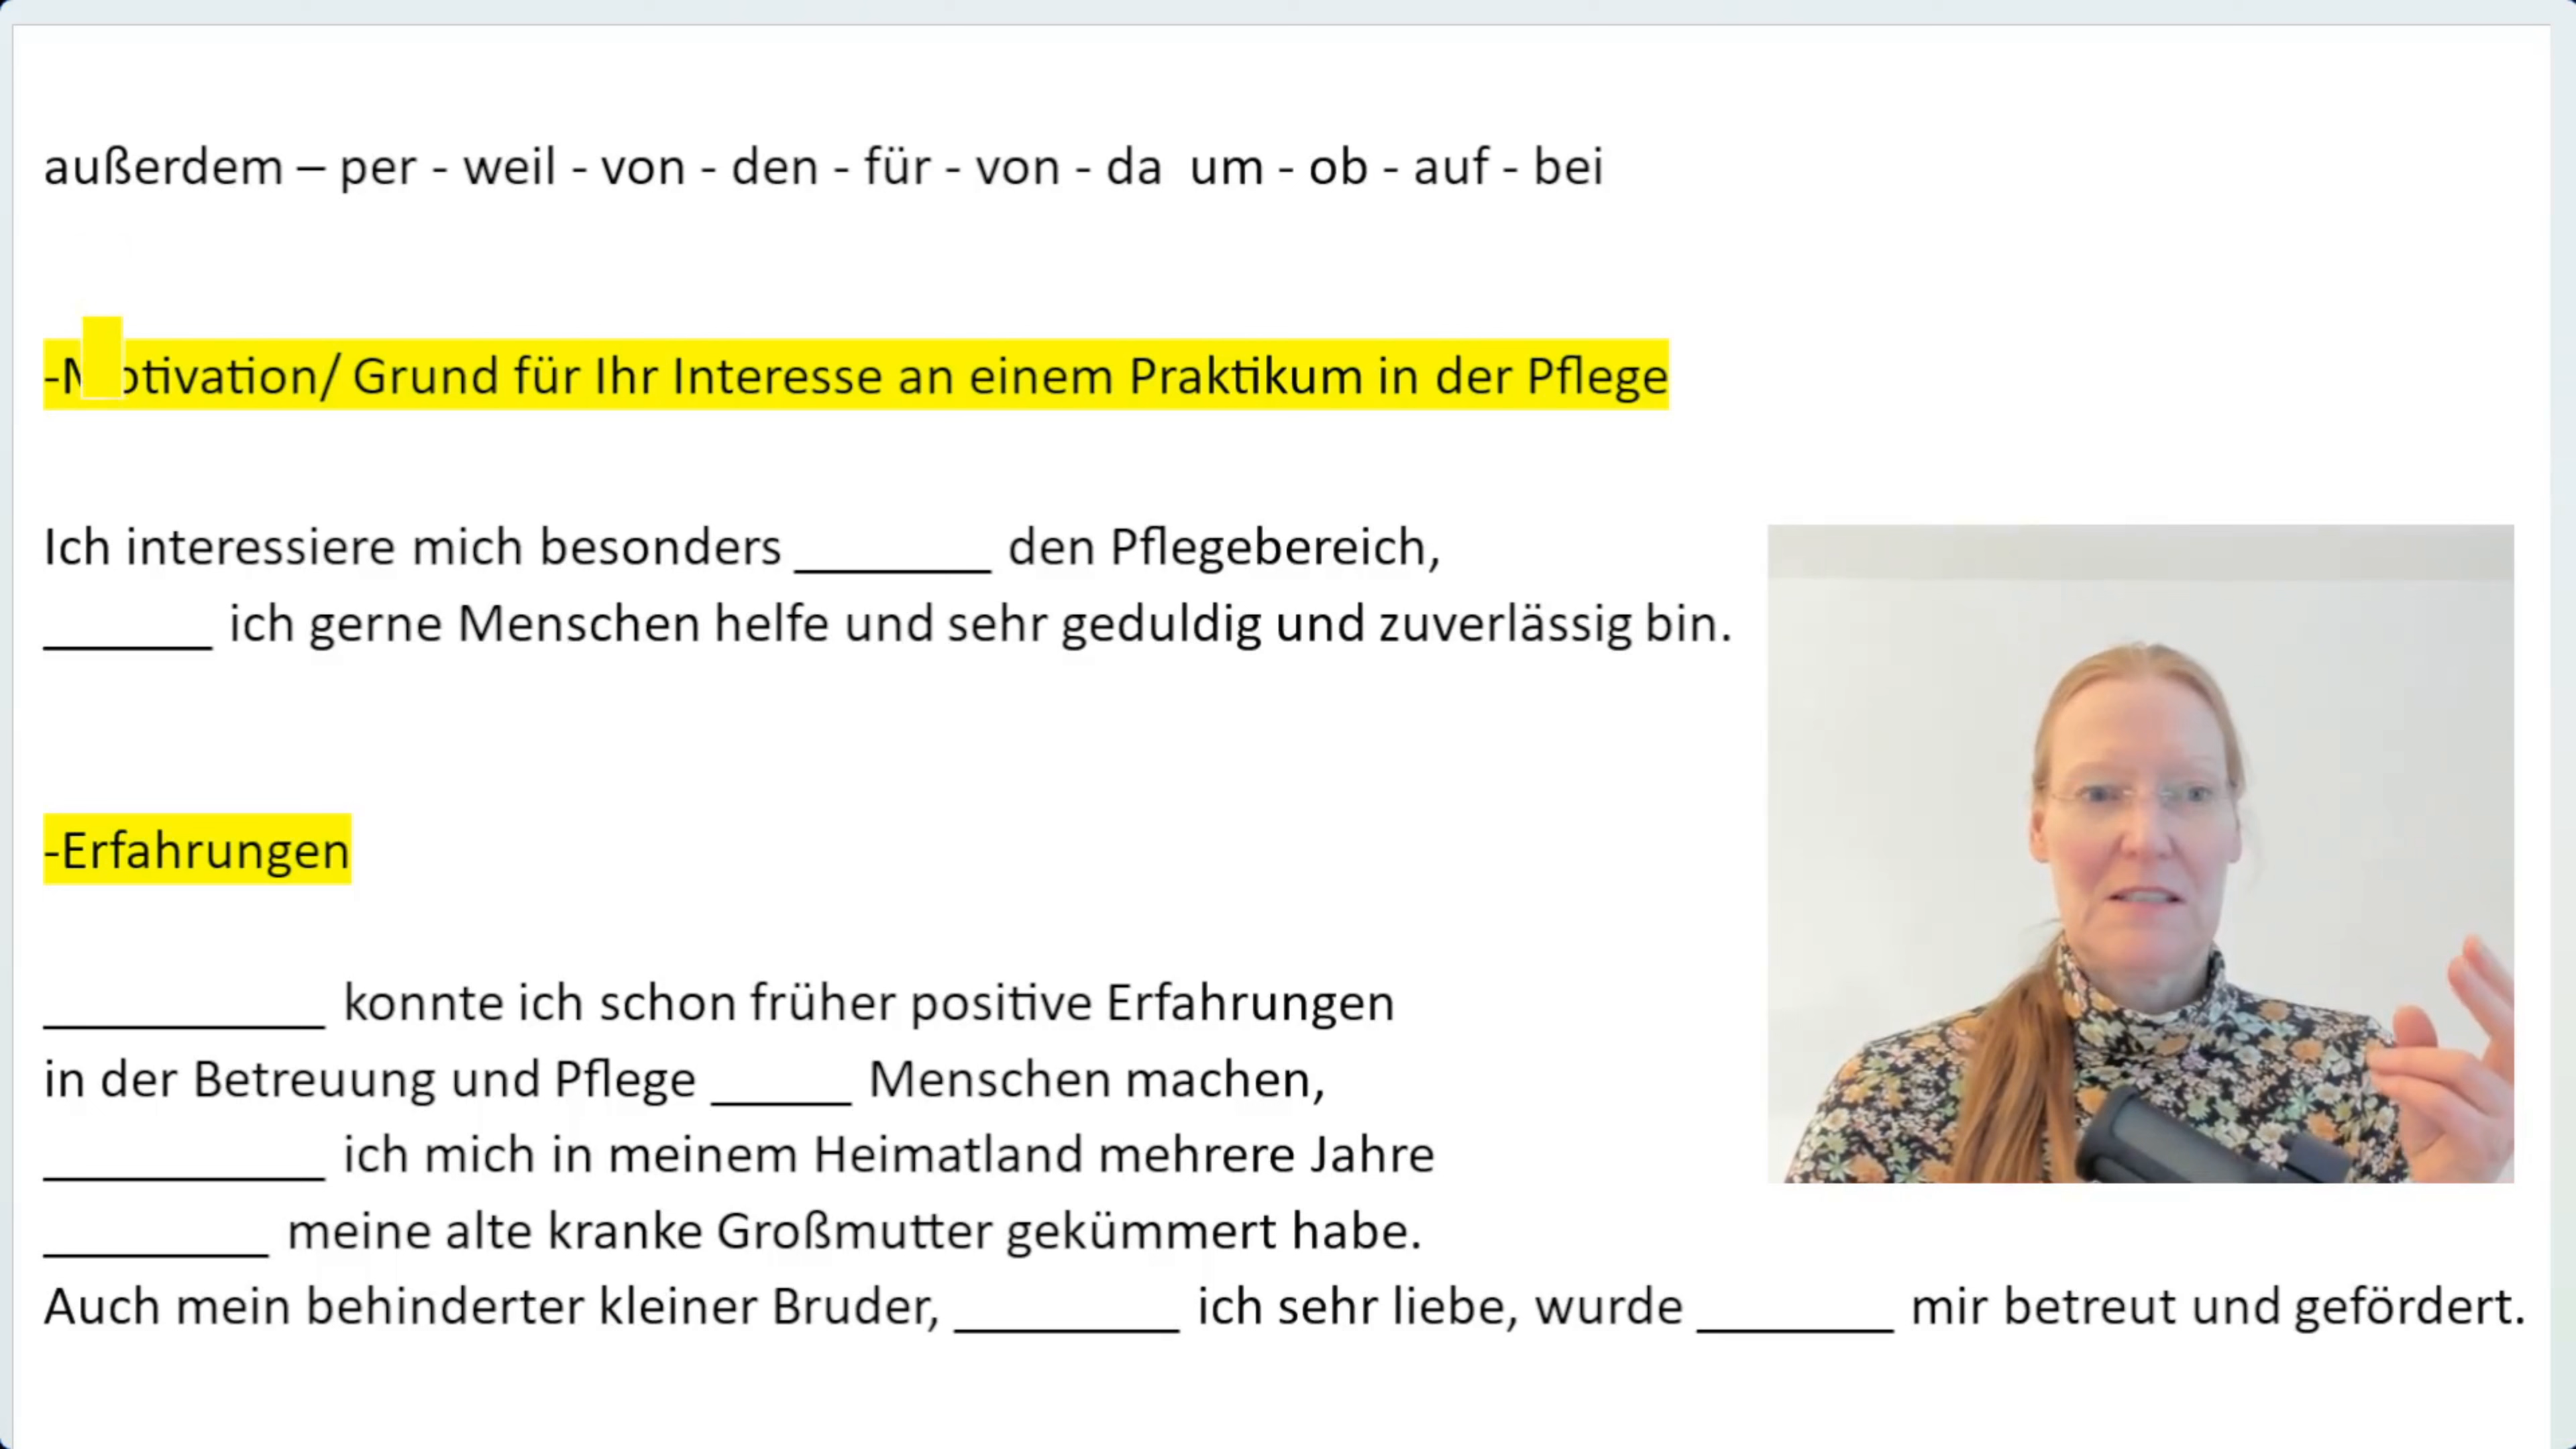 außerdem – per - weil - von - den - für - von - da  um - ob - auf - bei
-Motivation/ Grund für Ihr Interesse an einem Praktikum in der Pflege
Ich interessiere mich besonders _______ den Pflegebereich,
______ ich gerne Menschen helfe und sehr geduldig und zuverlässig bin.
-Erfahrungen
__________ konnte ich schon früher positive Erfahrungen
in der Betreuung und Pflege _____ Menschen machen,
__________ ich mich in meinem Heimatland mehrere Jahre
________ meine alte kranke Großmutter gekümmert habe.
Auch mein behinderter kleiner Bruder, ________ ich sehr liebe, wurde _______ mir betreut und gefördert.